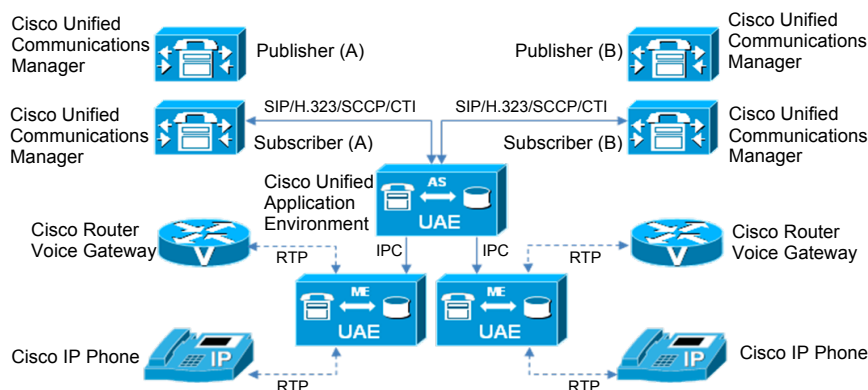 Cisco Unified
Communications
Manager
Publisher (A)
Publisher (B)
Cisco Unified
Communications
Manager
SIP/H.323/SCCP/CTI
SIP/H.323/SCCP/CTI
Cisco Unified
Communications
Manager
Subscriber (A)
Subscriber (B)
Cisco Unified
Communications
Manager
Cisco Unified
Application
Environment
AS
UAE
Cisco Router
Voice Gateway
V
RTP
IPC
IPC
RTP
V
Cisco Router
Voice Gateway
ME
UAE
ME
UAE
Cisco IP Phone
IP
RTP
RTP
IP
Cisco IP Phone